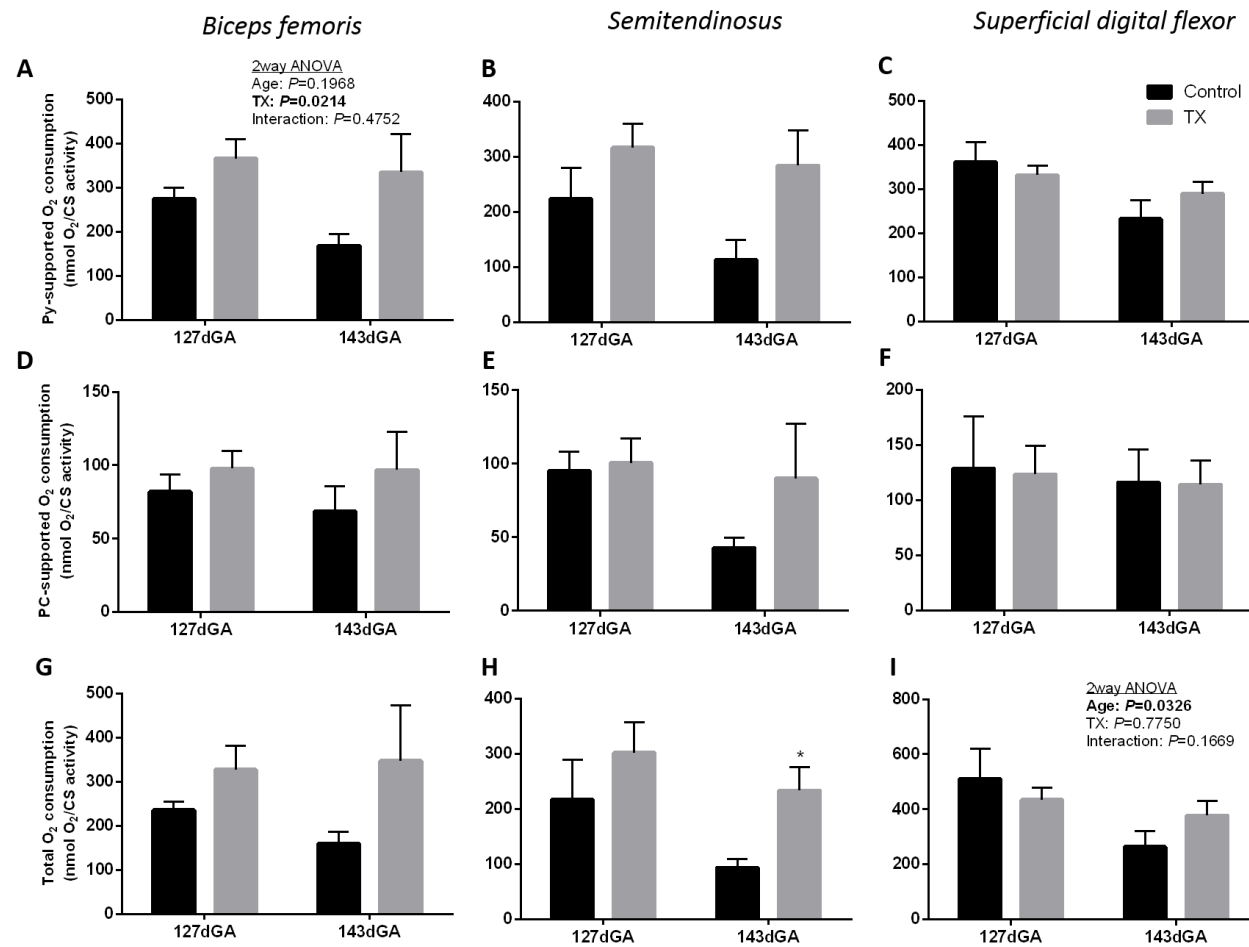 Biceps femoris
Semitendinosus
Superficial digital flexor
A
2way ANOVA
Age: P=0.1968
TX: P=0.0214
Interaction: P=0.4752
Py-supported O₂ consumption
(nmol O₂/CS activity)
500
400
300
200
100
0
127dGA
143dGA
B
400
300
200
100
0
127dGA
143dGA
C
Control
TX
500
400
300
200
100
0
127dGA
143dGA
D
PC-supported O₂ consumption
(nmol O₂/CS activity)
150
100
50
0
127dGA
143dGA
E
150
100
50
0
127dGA
143dGA
F
200
150
100
50
0
127dGA
143dGA
G
Total O₂ consumption
(nmol O₂/CS activity)
500
400
300
200
100
0
127dGA
143dGA
H
400
300
200
100
0
*
127dGA
143dGA
I
2way ANOVA
Age: P=0.0326
TX: P=0.7750
Interaction: P=0.1669
800
600
400
200
0
127dGA
143dGA